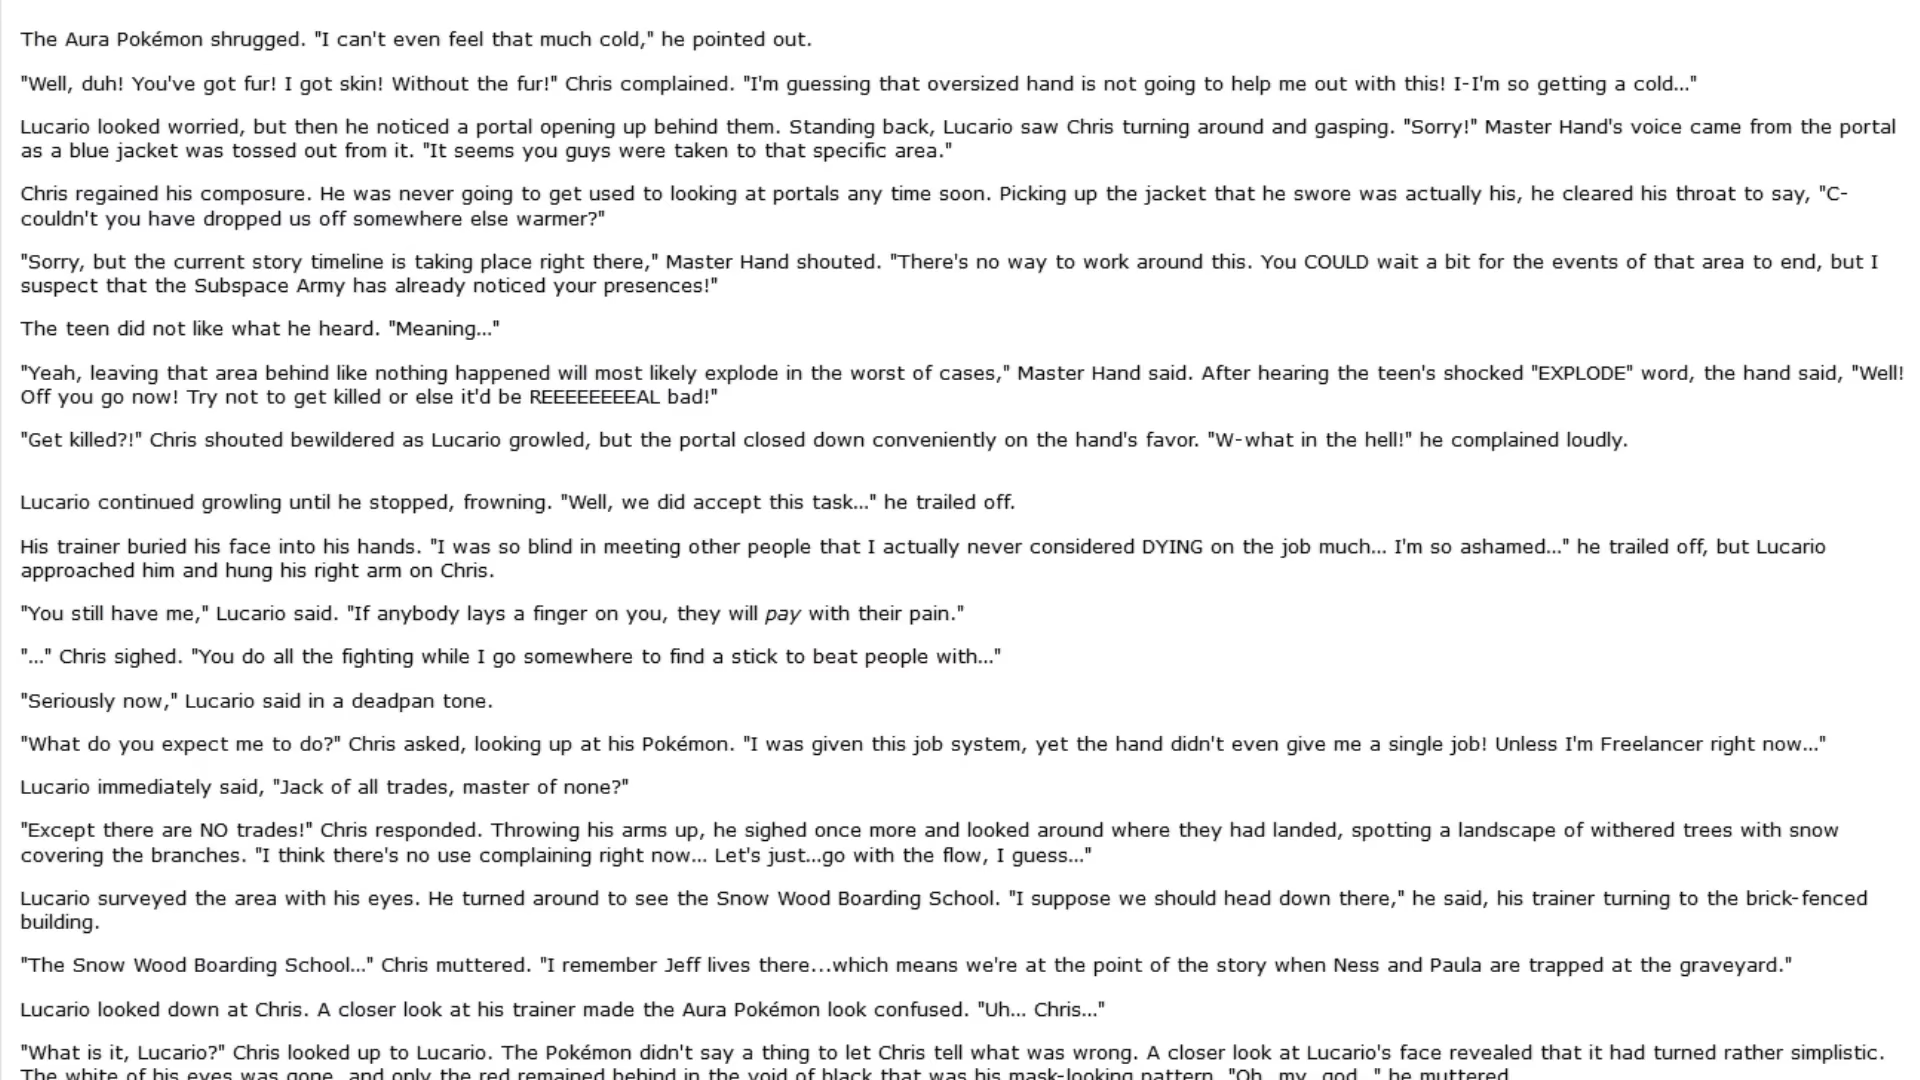 The Aura Pokémon shrugged. "I can't even feel that much cold," he pointed out.
"Well, duh! You've got fur! I got skin! Without the fur!" Chris complained. "I'm guessing that oversized hand is not going to help me out with this! I-I'm so getting a cold..."
Lucario looked worried, but then he noticed a portal opening up behind them. Standing back, Lucario saw Chris turning around and gasping. "Sorry!" Master Hand's voice came from the portal
as a blue jacket was tossed out from it. "It seems you guys were taken to that specific area."
Chris regained his composure. He was never going to get used to looking at portals any time soon. Picking up the jacket that he swore was actually his, he cleared his throat to say, "C-
couldn't you have dropped us off somewhere else warmer?"
"Sorry, but the current story timeline is taking place right there," Master Hand shouted. "There's no way to work around this. You COULD wait a bit for the events of that area to end, but I
suspect that the Subspace Army has already noticed your presences!"
The teen did not like what he heard. "Meaning..."
"Yeah, leaving that area behind like nothing happened will most likely explode in the worst of cases," Master Hand said. After hearing the teen's shocked "EXPLODE" word, the hand said, "Well!
Off you go now! Try not to get killed or else it'd be REEEEEEEEAL bad!"
"Get killed?!" Chris shouted bewildered as Lucario growled, but the portal closed down conveniently on the hand's favor. "W-what in the hell!" he complained loudly.
Lucario continued growling until he stopped, frowning. "Well, we did accept this task..." he trailed off.
His trainer buried his face into his hands. "I was so blind in meeting other people that I actually never considered DYING on the job much... I'm so ashamed..." he trailed off, but Lucario
approached him and hung his right arm on Chris.
"You still have me," Lucario said. "If anybody lays a finger on you, they will pay with their pain."
"..." Chris sighed. "You do all the fighting while I go somewhere to find a stick to beat people with..."
"Seriously now," Lucario said in a deadpan tone.
"What do you expect me to do?" Chris asked, looking up at his Pokémon. "I was given this job system, yet the hand didn't even give me a single job! Unless I'm Freelancer right now..."
Lucario immediately said, "Jack of all trades, master of none?"
"Except there are NO trades!" Chris responded. Throwing his arms up, he sighed once more and looked around where they had landed, spotting a landscape of withered trees with snow
covering the branches. "I think there's no use complaining right now... Let's just...go with the flow, I guess..."
Lucario surveyed the area with his eyes. He turned around to see the Snow Wood Boarding School. "I suppose we should head down there," he said, his trainer turning to the brick-fenced
building.
"The Snow Wood Boarding School..." Chris muttered. "I remember Jeff lives there...which means we're at the point of the story when Ness and Paula are trapped at the graveyard."
Lucario looked down at Chris. A closer look at his trainer made the Aura Pokémon look confused. "Uh... Chris..."
"What is it, Lucario?" Chris looked up to Lucario. The Pokémon didn't say a thing to let Chris tell what was wrong. A closer look at Lucario's face revealed that it had turned rather simplistic.
The white of his eyes was gone, and only the red remained behind in the void of black that was his mask-looking pattern. "Oh...my...god..." he muttered.